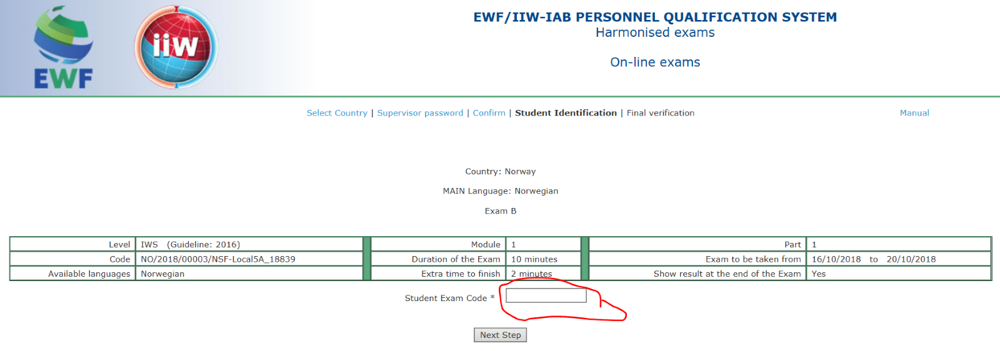 EWF
iiw
EWF/IIW-IAB PERSONNEL QUALIFICATION SYSTEM
Harmonised exams
On-line exams
Select Country | Supervisor password | Confirm | Student Identification | Final verification
Manual
Country: Norway
MAIN Language: Norwegian
Exam B
Level IWS (Guideline: 2016) Module 1 Part 1
Code NO/2018/00003/NSF-Local5A_18839 Duration of the Exam 10 minutes Exam to be taken from 16/10/2018 to 20/10/2018
Available languages Norwegian Extra time to finish 2 minutes Show result at the end of the Exam Yes
Student Exam Code *
Next Step